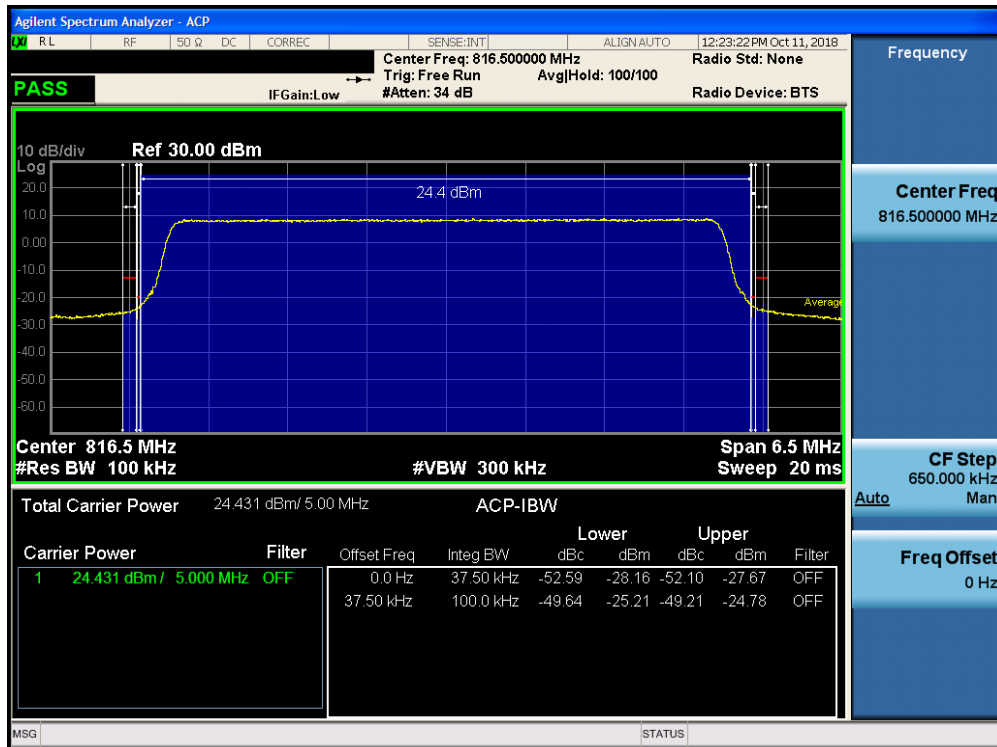 Agilent Spectrum Analyzer - ACP
LXI RL RF 50 Ω DC CORREC SENSE:INT ALIGN AUTO 12:23:22 PM Oct 11, 2018
Center Freq: 816.500000 MHz Radio Std: None
Trig: Free Run Avg|Hold: 100/100
PASS IFGain:Low #Atten: 34 dB Radio Device: BTS
Frequency
10 dB/div Ref 30.00 dBm
Log
20.0
10.0
0.00
-10.0
-20.0
-30.0
-40.0
-50.0
-60.0
24.4 dBm
Average
Center 816.5 MHz Span 6.5 MHz
#Res BW 100 kHz #VBW 300 kHz Sweep 20 ms
Center Freq
816.500000 MHz
CF Step
650.000 kHz
Auto Man
Freq Offset
0 Hz
Total Carrier Power 24.431 dBm/ 5.00 MHz ACP-IBW
Lower Upper
Carrier Power Filter Offset Freq Integ BW dBc dBm dBc dBm Filter
1 24.431 dBm / 5.000 MHz OFF 0.0 Hz 37.50 kHz -52.59 -28.16 -52.10 -27.67 OFF
37.50 kHz 100.0 kHz -49.64 -25.21 -49.21 -24.78 OFF
MSG STATUS